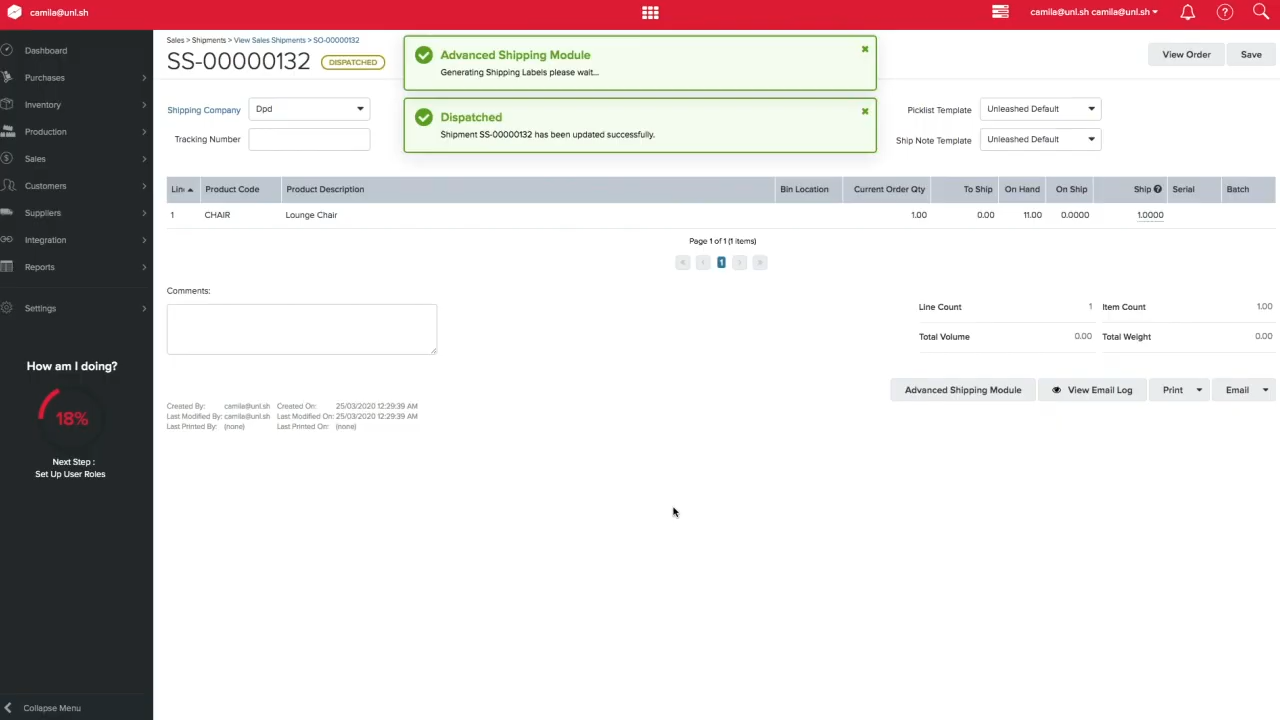 camila@unl.sh
camila@unl.sh camila@unl.sh
Dashboard
Purchases
Inventory
Production
Sales
Customers
Suppliers
Integration
Reports
Settings
How am I doing?
18%
Next Step :
Set Up User Roles
Collapse Menu
Sales > Shipments > View Sales Shipments > SO-00000132
SS-00000132 DISPATCHED
View Order Save
Advanced Shipping Module
Generating Shipping Labels please wait...
Dispatched
Shipment SS-00000132 has been updated successfully.
Shipping Company Dpd
Tracking Number
Picklist Template Unleashed Default
Ship Note Template Unleashed Default
Line Product Code Product Description Bin Location Current Order Qty To Ship On Hand On Ship Ship Serial Batch
1 CHAIR Lounge Chair 1.00 0.00 11.00 0.0000 1.0000
Page 1 of 1 (1 items)
« ‹ 1 › »
Comments:
Line Count 1 Item Count 1.00
Total Volume 0.00 Total Weight 0.00
Advanced Shipping Module View Email Log Print Email
Created By: camila@unl.sh Created On: 25/03/2020 12:29:39 AM
Last Modified By: camila@unl.sh Last Modified On: 25/03/2020 12:29:39 AM
Last Printed By: (none) Last Printed On: (none)